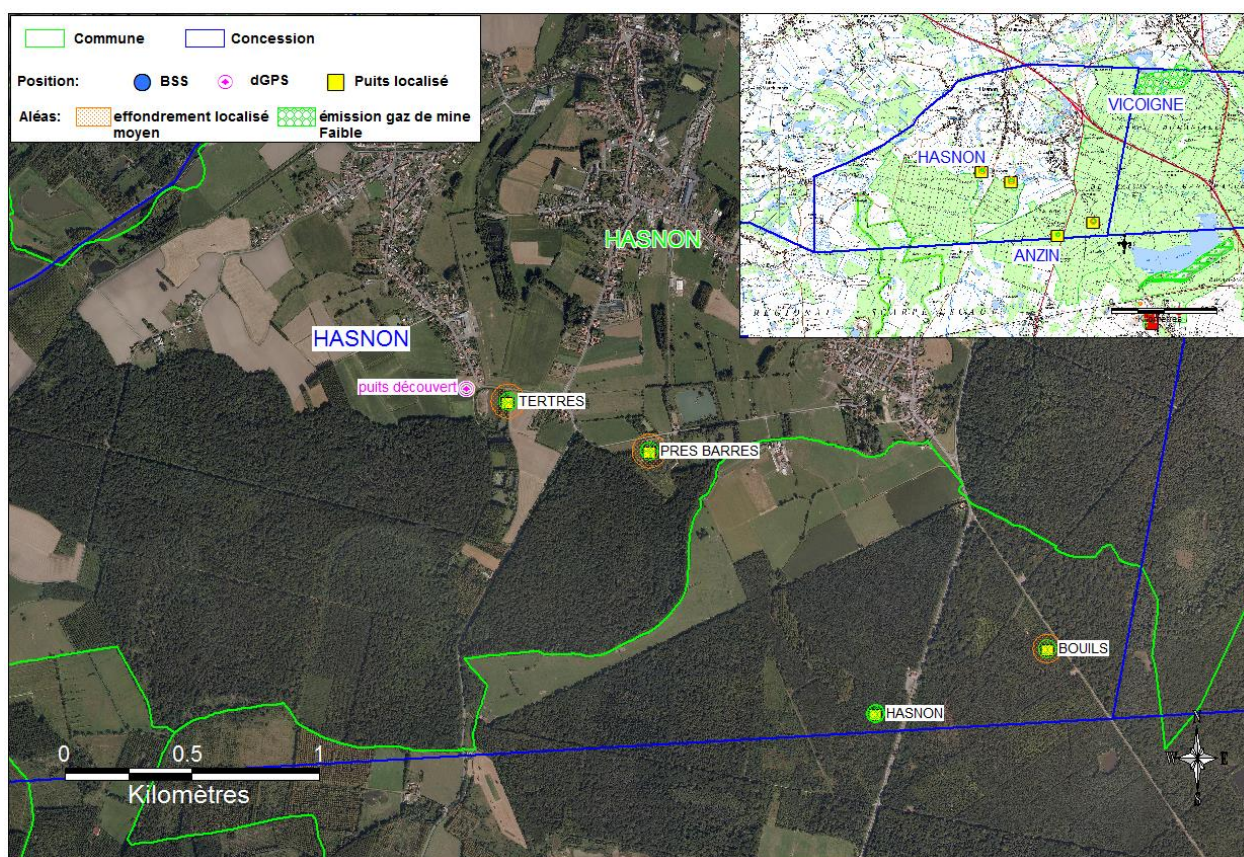 Commune
Concession
Position:
BSS
dGPS
Puits localisé
Aléas:
effondrement localisé
moyen
émission gaz de mine
Faible
VICOIGNE
HASNON
ANZIN
HASNON
HASNON
puits découvert
TERTRES
PRES BARRES
BOUILS
HASNON
0 0.5 1
Kilomètres
N
W E
S